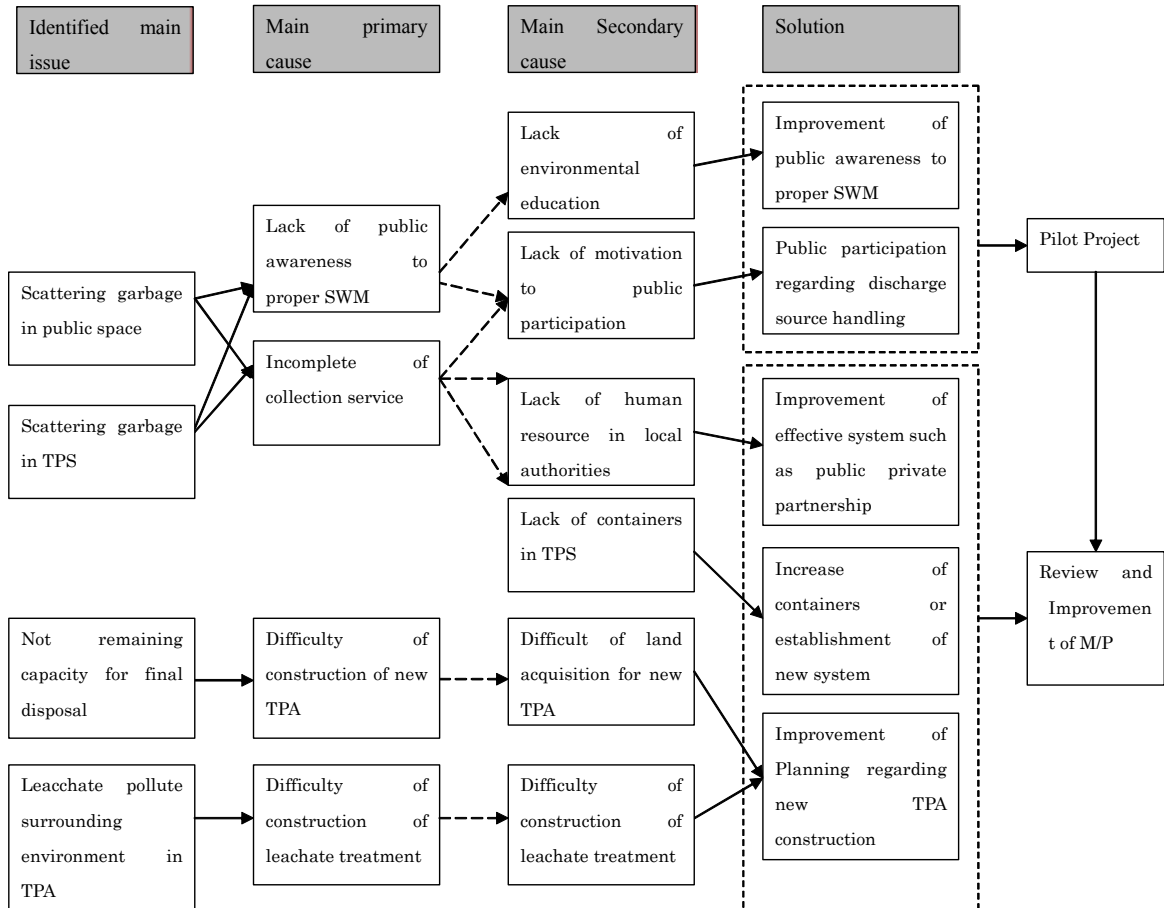 Identified main
issue
Main primary
cause
Main Secondary
cause
Solution
Scattering garbage
in public space
Scattering garbage
in TPS
Not remaining
capacity for final
disposal
Leacchate pollute
surrounding
environment in
TPA
Lack of public
awareness to
proper SWM
Incomplete of
collection service
Difficulty of
construction of new
TPA
Difficulty of
construction of
leachate treatment
Lack of
environmental
education
Lack of motivation
to public
participation
Lack of human
resource in local
authorities
Lack of containers
in TPS
Difficult of land
acquisition for new
TPA
Difficulty of
construction of
leachate treatment
Improvement of
public awareness to
proper SWM
Public participation
regarding discharge
source handling
Improvement of
effective system such
as public private
partnership
Increase of
containers or
establishment of
new system
Improvement of
Planning regarding
new TPA
construction
Pilot Project
Review and
Improvemen
t of M/P